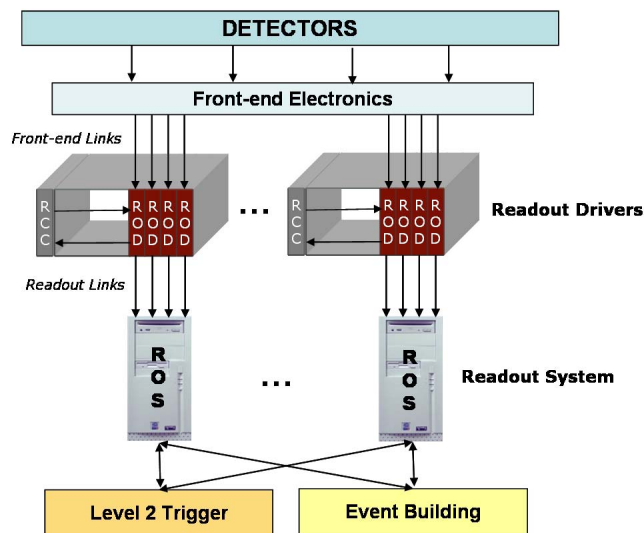 DETECTORS
Front-end Electronics
Front-end Links
RCC
ROD
ROD
ROD
ROD
...
RCC
ROD
ROD
ROD
ROD
Readout Drivers
Readout Links
ROS
...
ROS
Readout System
Level 2 Trigger
Event Building